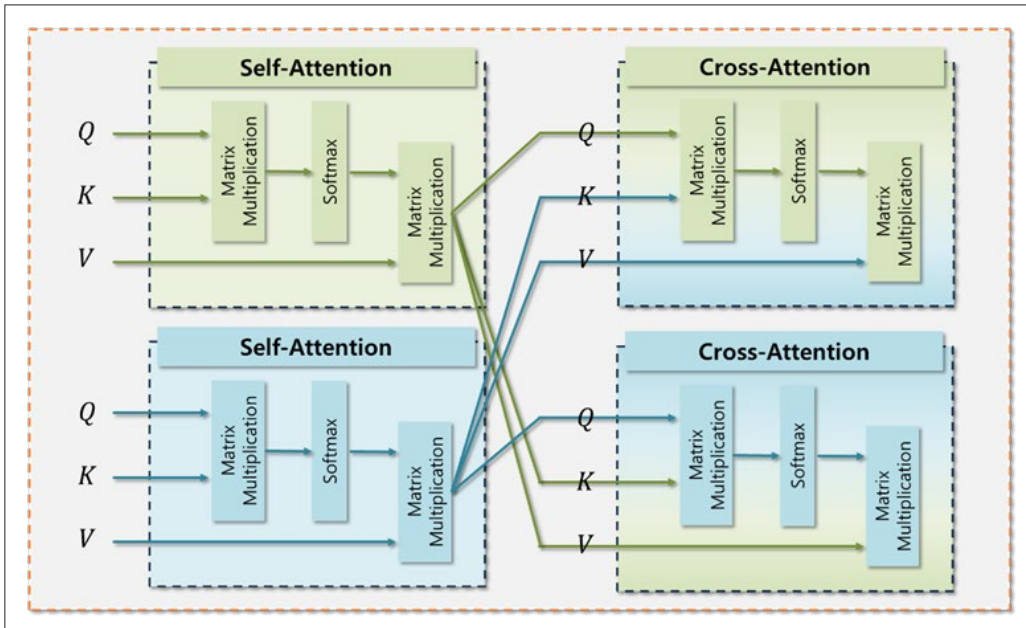 Self-Attention
Q
K
V
Matrix
Multiplication
Softmax
Matrix
Multiplication
Cross-Attention
Q
K
V
Matrix
Multiplication
Softmax
Matrix
Multiplication
Self-Attention
Q
K
V
Matrix
Multiplication
Softmax
Matrix
Multiplication
Cross-Attention
Q
K
V
Matrix
Multiplication
Softmax
Matrix
Multiplication